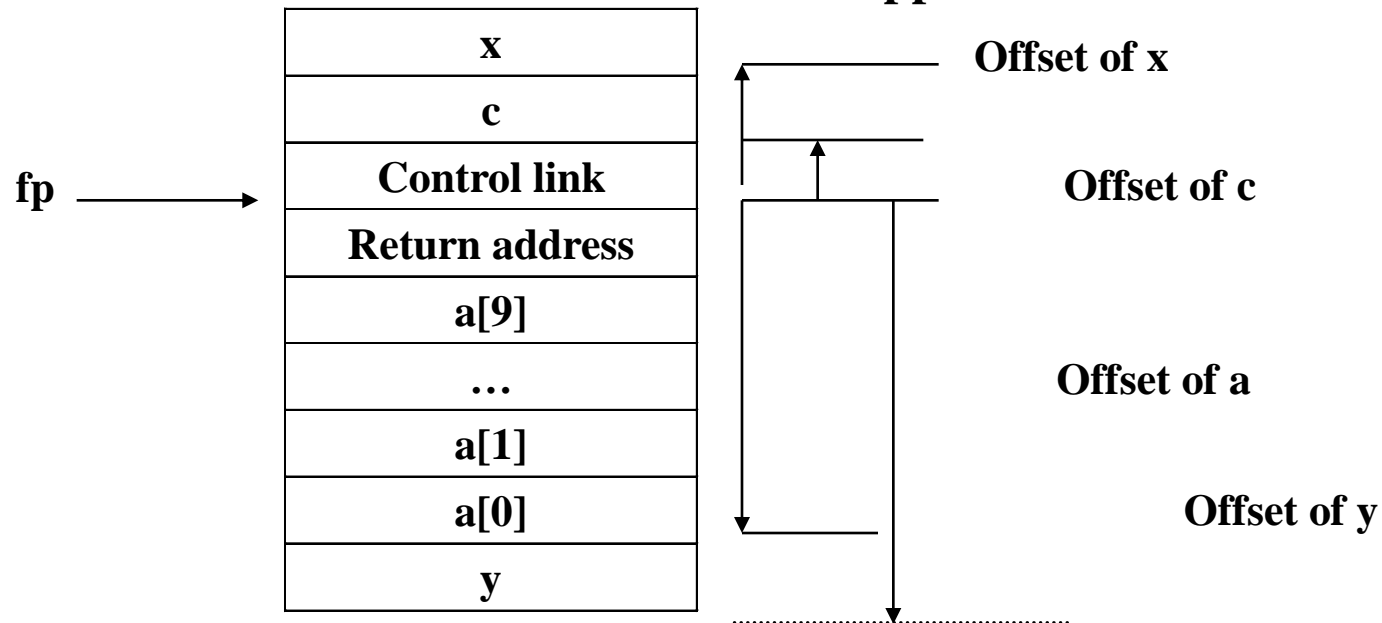 x
Offset of x
c
fp
Control link
Offset of c
Return address
a[9]
…
Offset of a
a[1]
a[0]
Offset of y
y